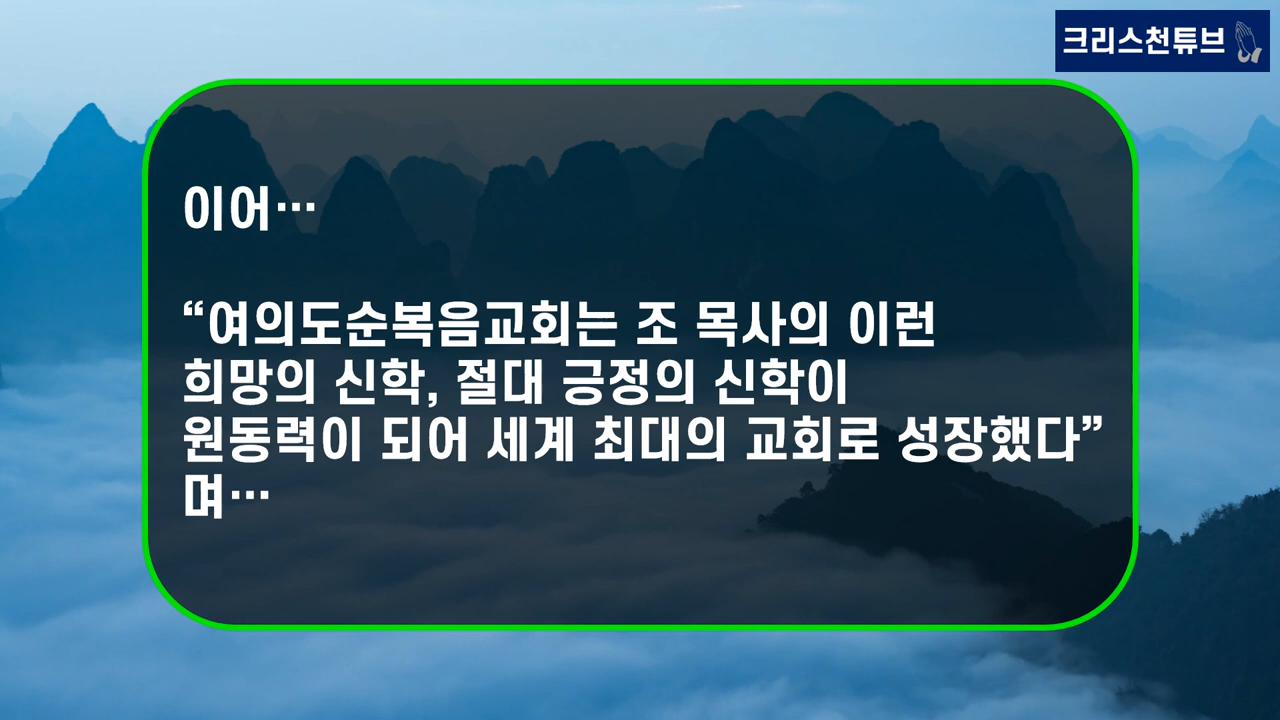 크리스천튜브
이어…
“여의도순복음교회는 조 목사의 이런
희망의 신학, 절대 긍정의 신학이
원동력이 되어 세계 최대의 교회로 성장했다”
며…